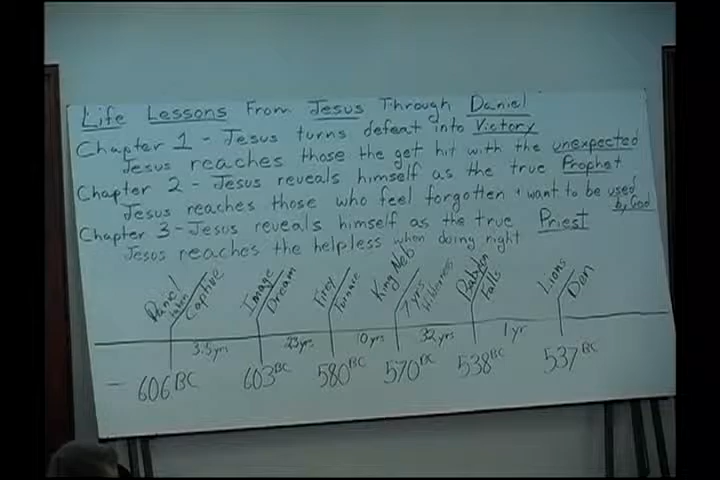 Life Lessons From Jesus Through Daniel
Chapter 1 - Jesus turns defeat into Victory
Jesus reaches those the get hit with the unexpected
Chapter 2 - Jesus reveals himself as the true Prophet
Jesus reaches those who feel forgotten + want to be used
by God
Chapter 3 - Jesus reveals himself as the true Priest
Jesus reaches the helpless when doing right
Daniel taken Captive
Image Dream
Firey Furnace
King Neb 7 yrs Wilderness
Babylon Falls
Lions Den
3.5 yrs
23 yrs
10 yrs
32 yrs
1 yr
606 BC
603 BC
580 BC
570 BC
538 BC
537 BC